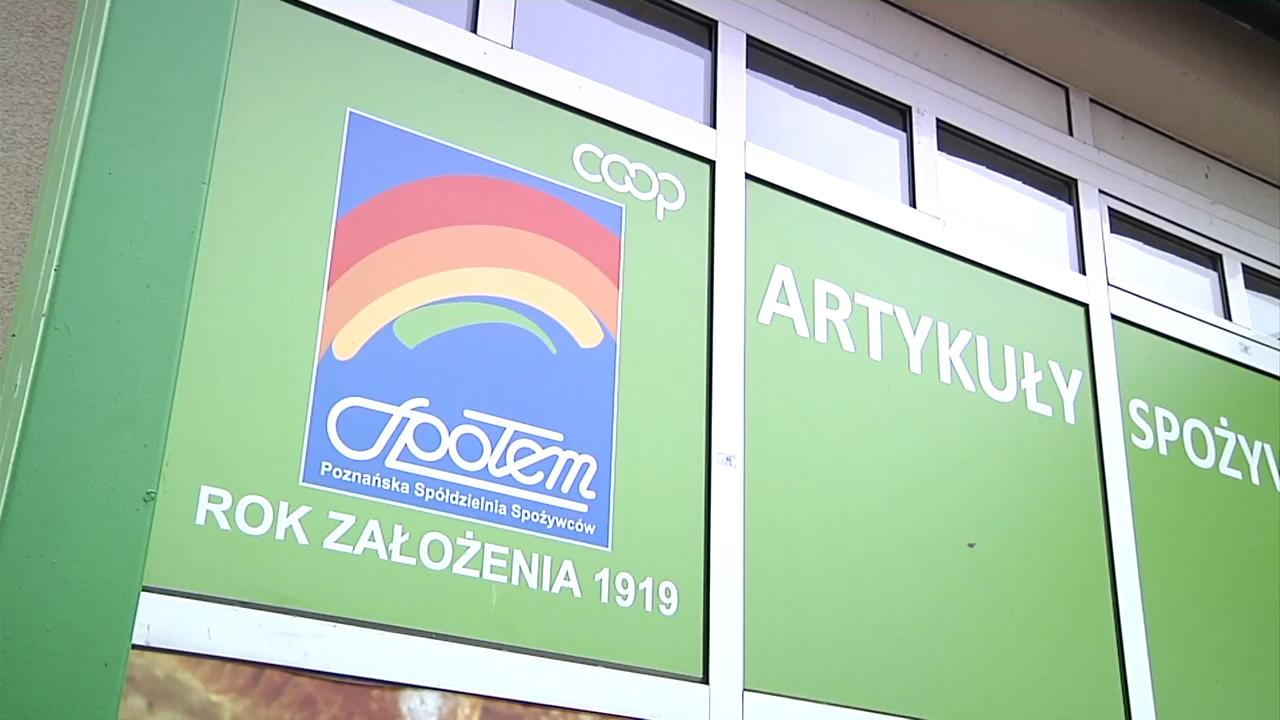 coop
Społem
Poznańska Spółdzielnia Spożywców
ROK ZAŁOŻENIA 1919
ARTYKUŁY
SPOŻY